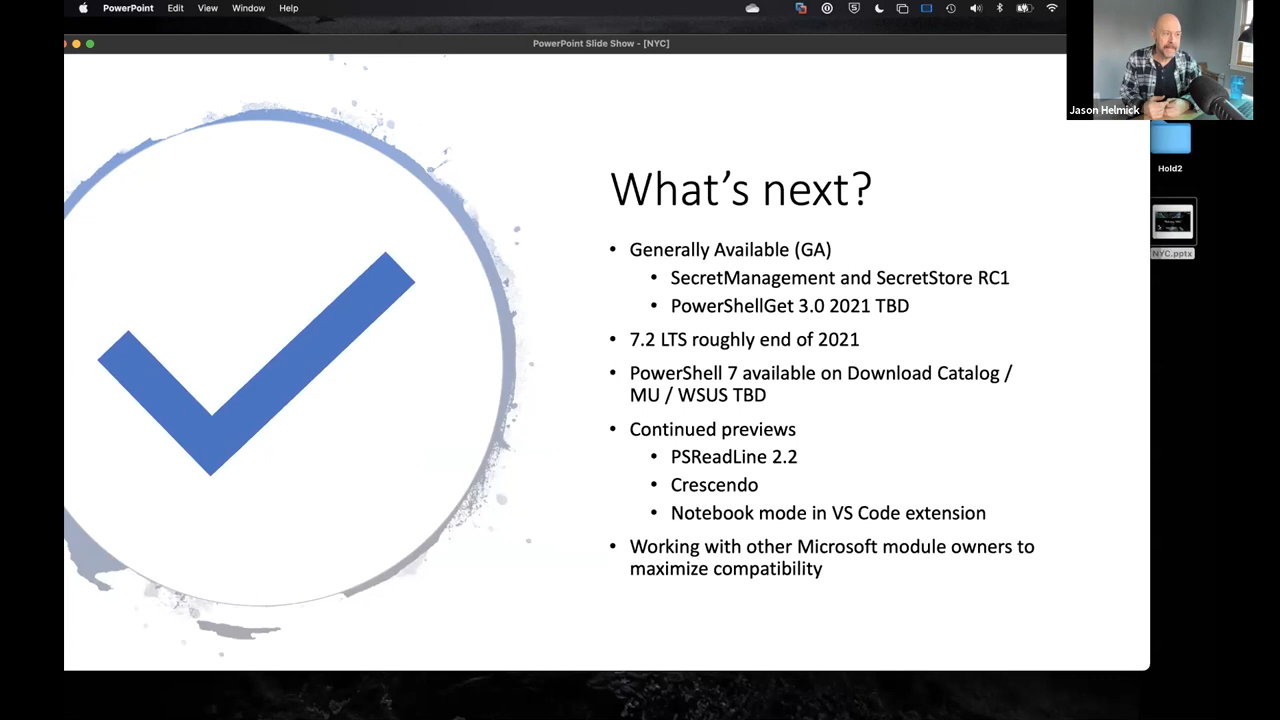 PowerPoint Edit View Window Help
PowerPoint Slide Show - [NYC]
Jason Helmick
Hold2
NYC.pptx
What's next?
• Generally Available (GA)
• SecretManagement and SecretStore RC1
• PowerShellGet 3.0 2021 TBD
• 7.2 LTS roughly end of 2021
• PowerShell 7 available on Download Catalog /
MU / WSUS TBD
• Continued previews
• PSReadLine 2.2
• Crescendo
• Notebook mode in VS Code extension
• Working with other Microsoft module owners to
maximize compatibility